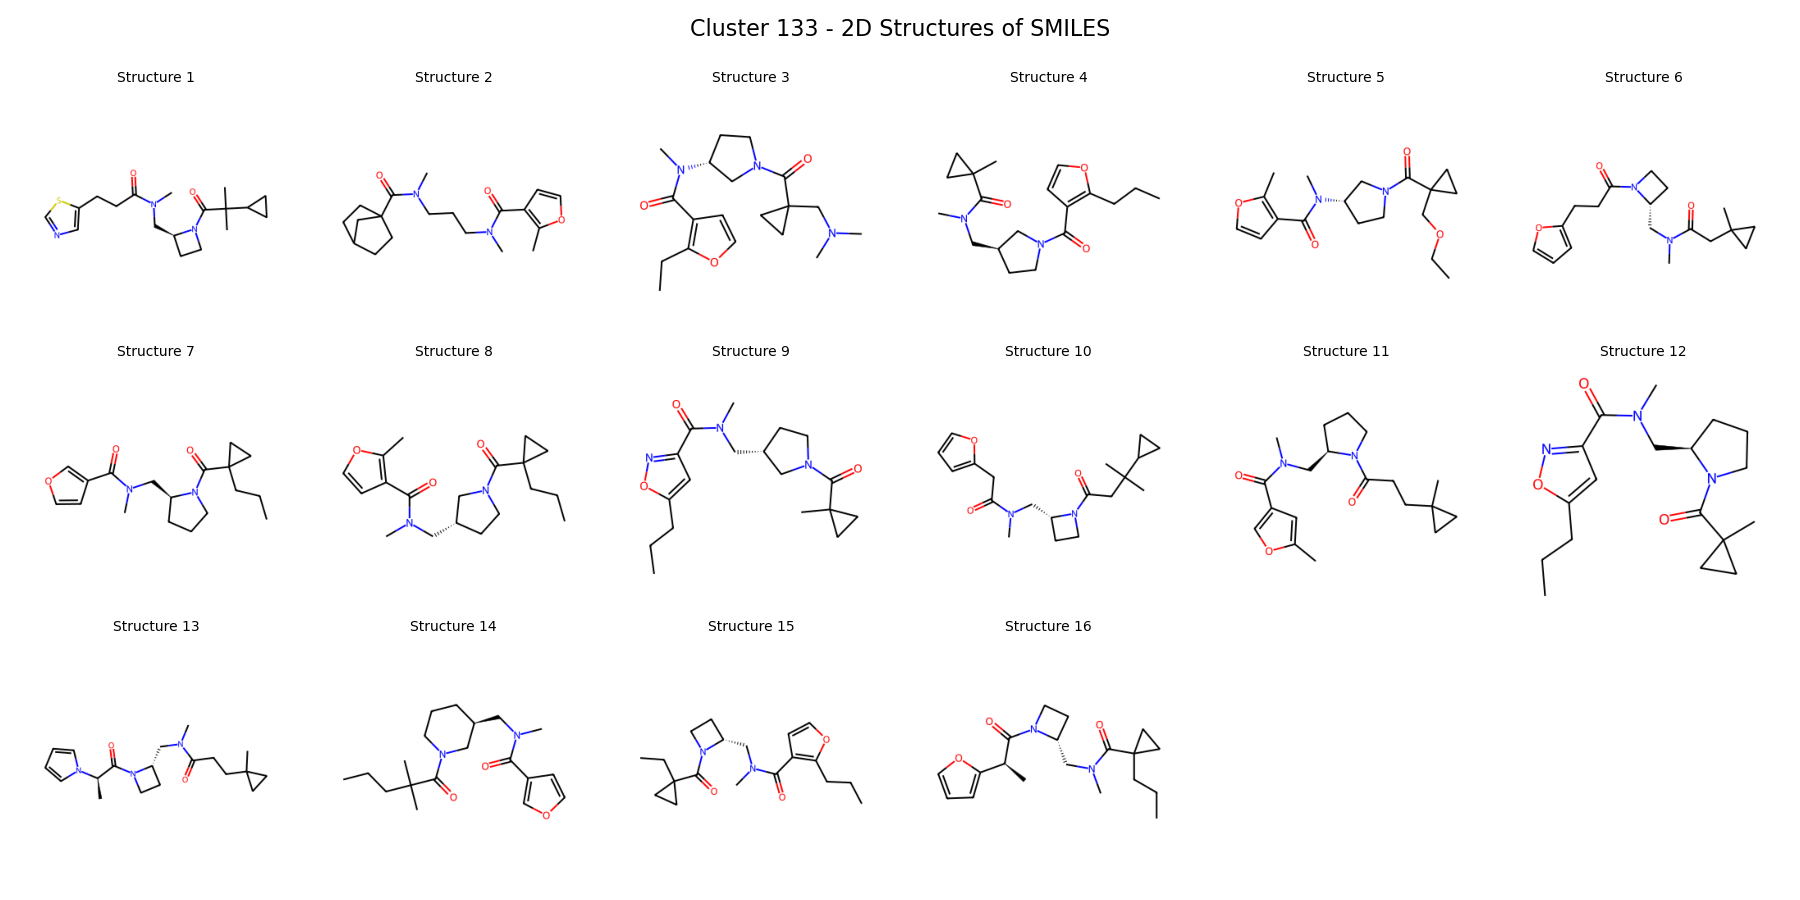 Cluster 133 - 2D Structures of SMILES
Structure 1
Structure 2
Structure 3
Structure 4
Structure 5
Structure 6
S
N
O
N
O
N
O
N
N
O
O
N
O
O
N
O
N
N
O
N
O
N
O
O
O
N
O
N
O
O
O
O
N
N
O
Structure 7
Structure 8
Structure 9
Structure 10
Structure 11
Structure 12
O
O
N
O
N
O
O
N
O
N
N
O
O
N
N
O
O
O
N
O
N
O
N
O
N
O
N
O
O
N
O
N
N
O
Structure 13
Structure 14
Structure 15
Structure 16
N
O
N
N
O
N
O
N
O
O
N
O
N
O
O
O
O
N
N
O